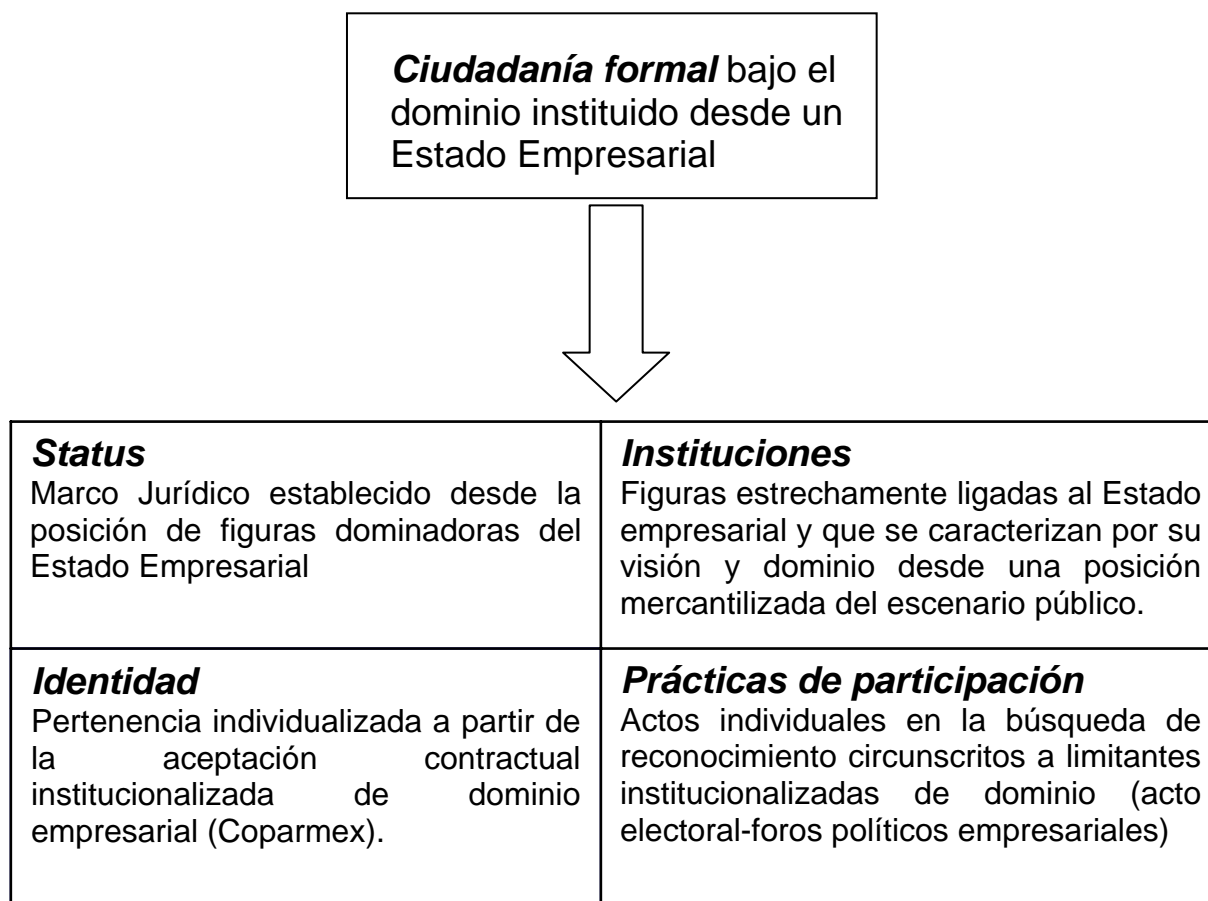 Ciudadanía formal bajo el
dominio instituido desde un
Estado Empresarial
Status
Marco Jurídico establecido desde la
posición de figuras dominadoras del
Estado Empresarial
Instituciones
Figuras estrechamente ligadas al Estado
empresarial y que se caracterizan por su
visión y dominio desde una posición
mercantilizada del escenario público.
Identidad
Pertenencia individualizada a partir de
la aceptación contractual
institucionalizada de dominio
empresarial (Coparmex).
Prácticas de participación
Actos individuales en la búsqueda de
reconocimiento circunscritos a limitantes
institucionalizadas de dominio (acto
electoral-foros políticos empresariales)